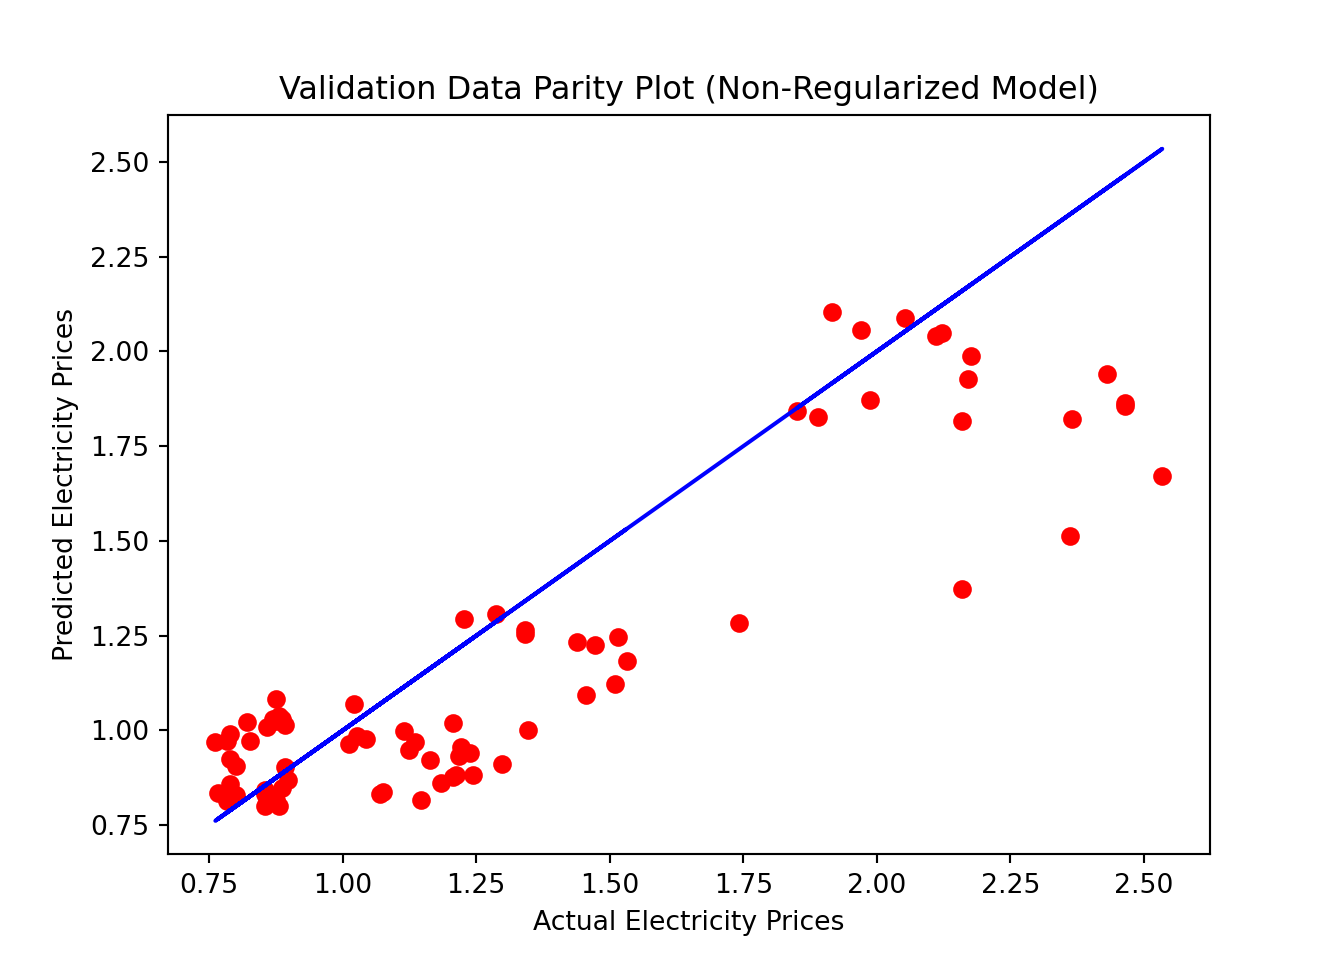 Validation Data Parity Plot (Non-Regularized Model)
2.50
2.25
2.00
1.75
1.50
1.25
1.00
0.75
Predicted Electricity Prices
0.75 1.00 1.25 1.50 1.75 2.00 2.25 2.50
Actual Electricity Prices